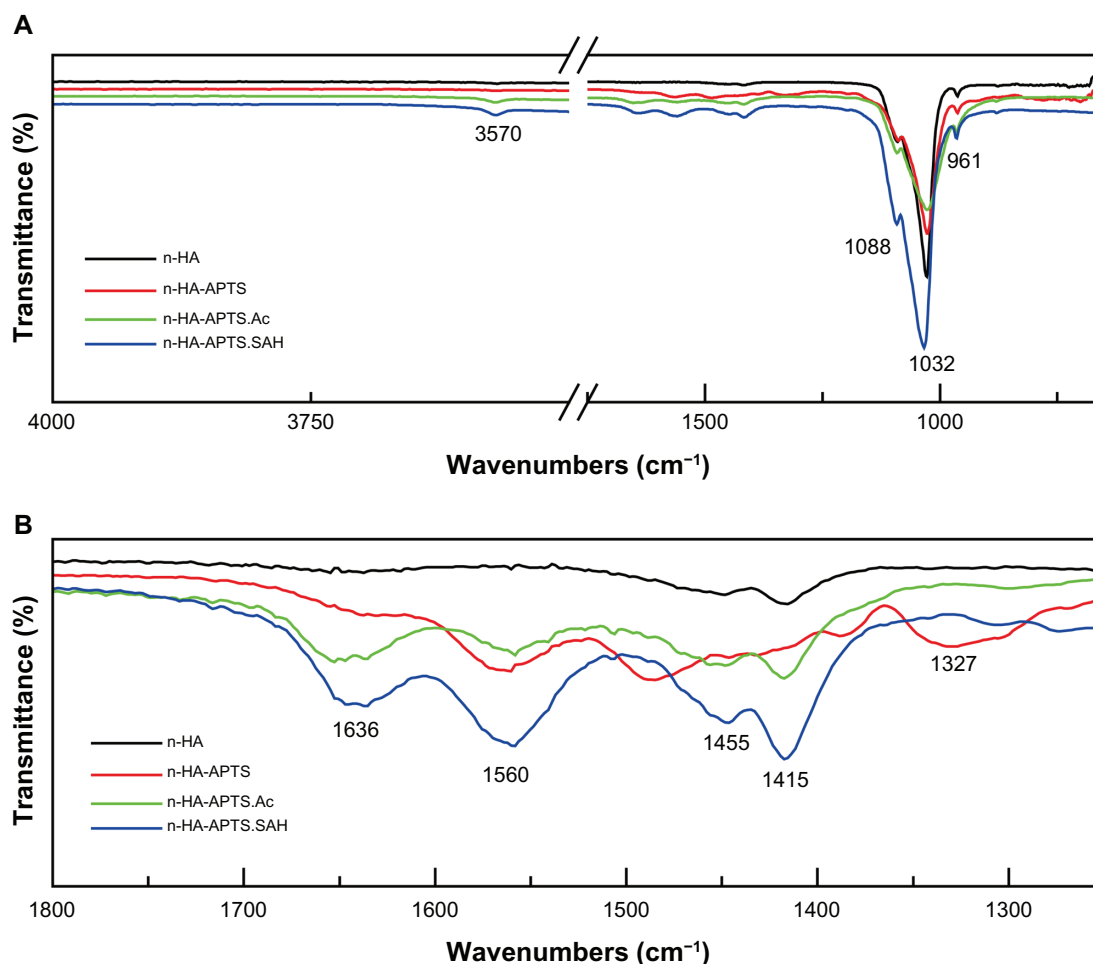 A
Transmittance (%)
3570
961
1088
1032
n-HA
n-HA-APTS
n-HA-APTS.Ac
n-HA-APTS.SAH
4000 3750 1500 1000
Wavenumbers (cm⁻¹)
B
Transmittance (%)
1327
1636
1560
1455
1415
n-HA
n-HA-APTS
n-HA-APTS.Ac
n-HA-APTS.SAH
1800 1700 1600 1500 1400 1300
Wavenumbers (cm⁻¹)